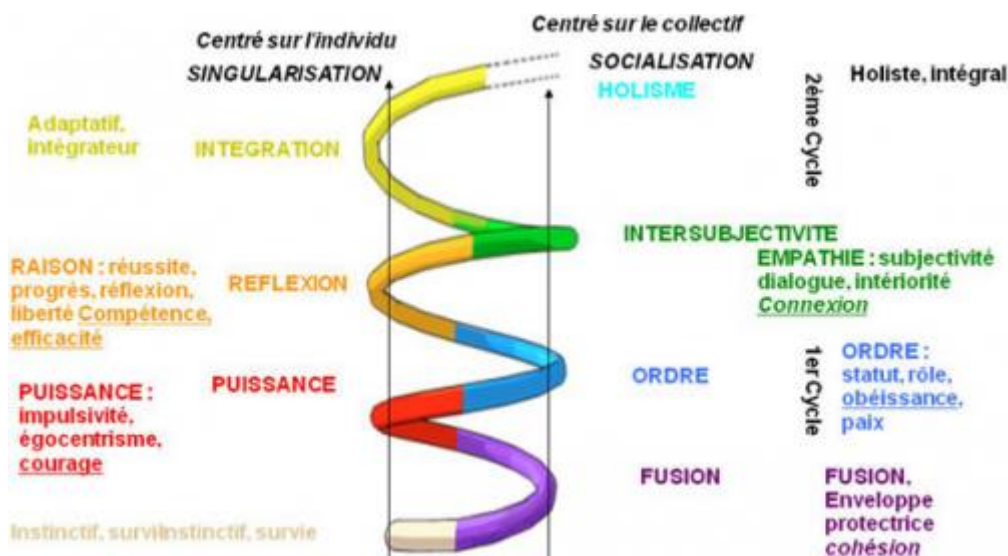 Centré sur l'individu
SINGULARISATION
Centré sur le collectif
SOCIALISATION
HOLISME
2ème Cycle
Holiste, intégral
Adaptatif,
intégrateur
INTEGRATION
INTERSUBJECTIVITE
EMPATHIE : subjectivité
dialogue, intériorité
Connexion
RAISON : réussite,
progrès, réflexion,
liberté Compétence,
efficacité
REFLEXION
PUISSANCE :
impulsivité,
égocentrisme,
courage
PUISSANCE
ORDRE
1er Cycle
ORDRE :
statut, rôle,
obéissance,
paix
FUSION
FUSION,
Enveloppe
protectrice
cohésion
Instinctif, surviInstinctif, survie